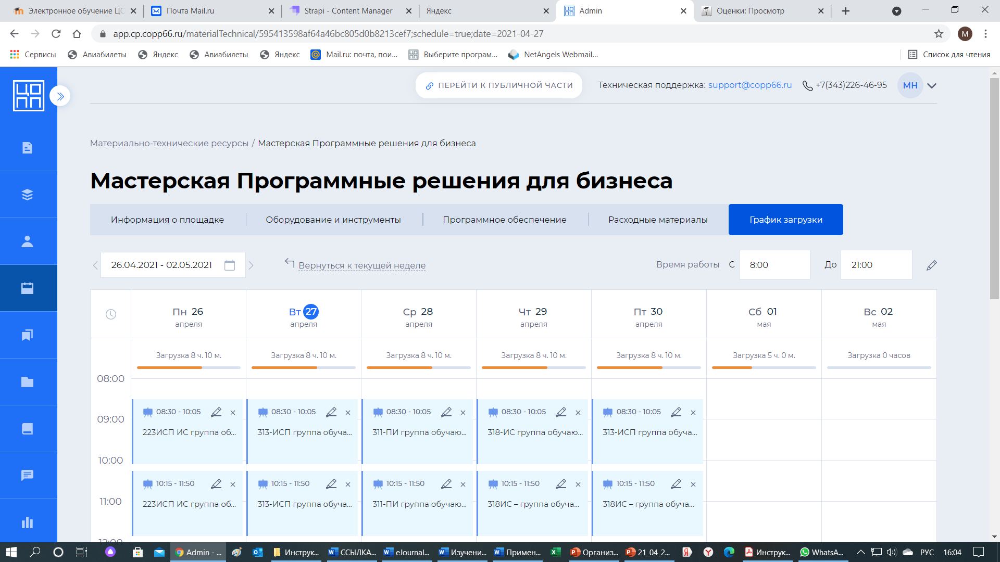 Электронное обучение ЦС
Почта Mail.ru
Strapi - Content Manager
Яндекс
Admin
Оценки: Просмотр
app.cp.copp66.ru/materialTechnical/595413598af64a46bc805d0b8213cef7;schedule=true;date=2021-04-27
M
Сервисы
Авиабилеты
Яндекс
Авиабилеты
Яндекс
Mail.ru: почта, пои...
Выберите програм...
NetAngels Webmail...
Список для чтения
ЦОПП
ПЕРЕЙТИ К ПУБЛИЧНОЙ ЧАСТИ
Техническая поддержка: support@copp66.ru
+7(343)226-46-95
МН
Материально-технические ресурсы / Мастерская Программные решения для бизнеса
Мастерская Программные решения для бизнеса
Информация о площадке
Оборудование и инструменты
Программное обеспечение
Расходные материалы
График загрузки
26.04.2021 - 02.05.2021
Вернуться к текущей неделе
Время работы С 8:00 До 21:00
Пн 26 апреля
Вт 27 апреля
Ср 28 апреля
Чт 29 апреля
Пт 30 апреля
Сб 01 мая
Вс 02 мая
Загрузка 8 ч. 10 м.
Загрузка 8 ч. 10 м.
Загрузка 8 ч. 10 м.
Загрузка 8 ч. 10 м.
Загрузка 8 ч. 10 м.
Загрузка 5 ч. 0 м.
Загрузка 0 часов
08:00
08:30 - 10:05
08:30 - 10:05
08:30 - 10:05
08:30 - 10:05
08:30 - 10:05
09:00
223ИСП ИС группа об...
313-ИСП группа обуча...
311-ПИ группа обучаю...
318-ИС группа обучаю...
313-ИСП группа обуча...
10:00
10:15 - 11:50
10:15 - 11:50
10:15 - 11:50
10:15 - 11:50
10:15 - 11:50
11:00
223ИСП ИС группа об...
313-ИСП группа обуча...
311-ПИ группа обучаю...
318ИС – группа обуча...
318ИС – группа обуча...
12:00
Admin - ...
Инструк...
ССЫЛКА...
eJournal...
Изучени...
Примен...
Организ...
21_04_2...
Инструк...
WhatsA...
РУС
16:04